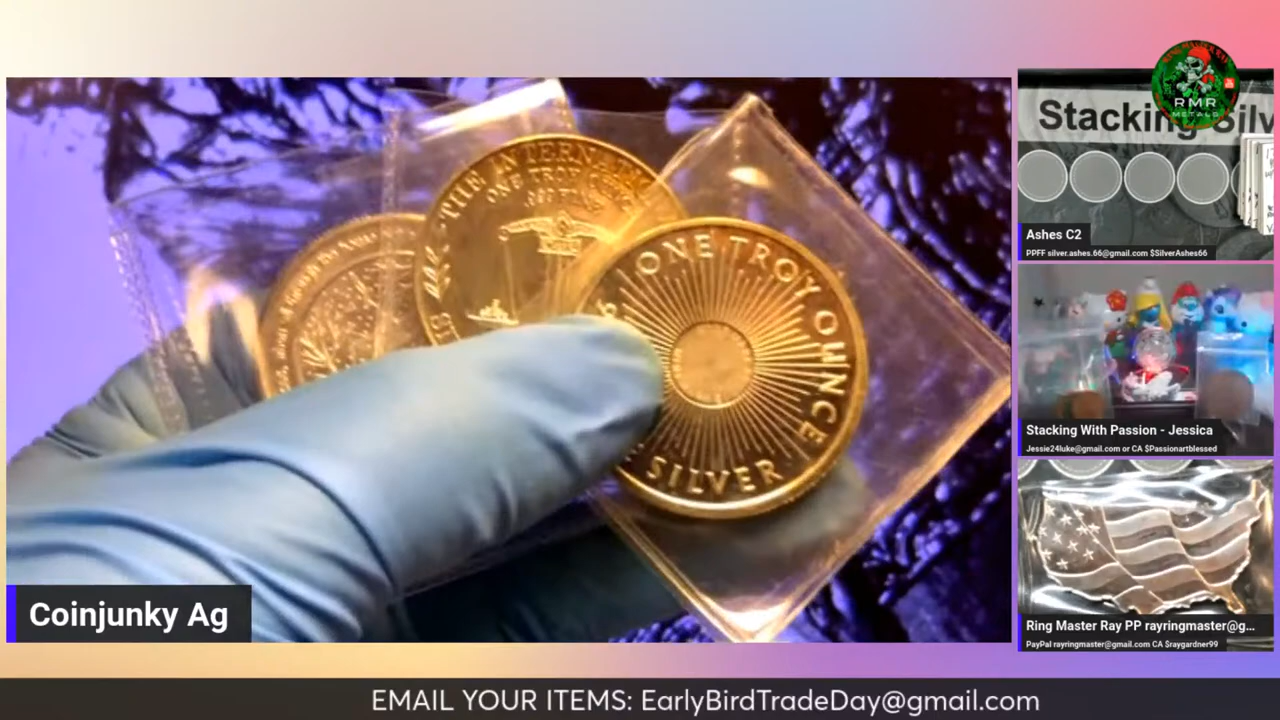 THE INTERNATI
ONE TROY
ONE TROY OUNCE
SILVER
Coinjunky Ag
Stacking Silv
RMR
METALS
Ashes C2
PPFF silver.ashes.66@gmail.com $SilverAshes66
Stacking With Passion - Jessica
Jessie24luke@gmail.com or CA $Passionartblessed
Ring Master Ray PP rayringmaster@g...
PayPal rayringmaster@gmail.com CA $raygardner99
EMAIL YOUR ITEMS: EarlyBirdTradeDay@gmail.com